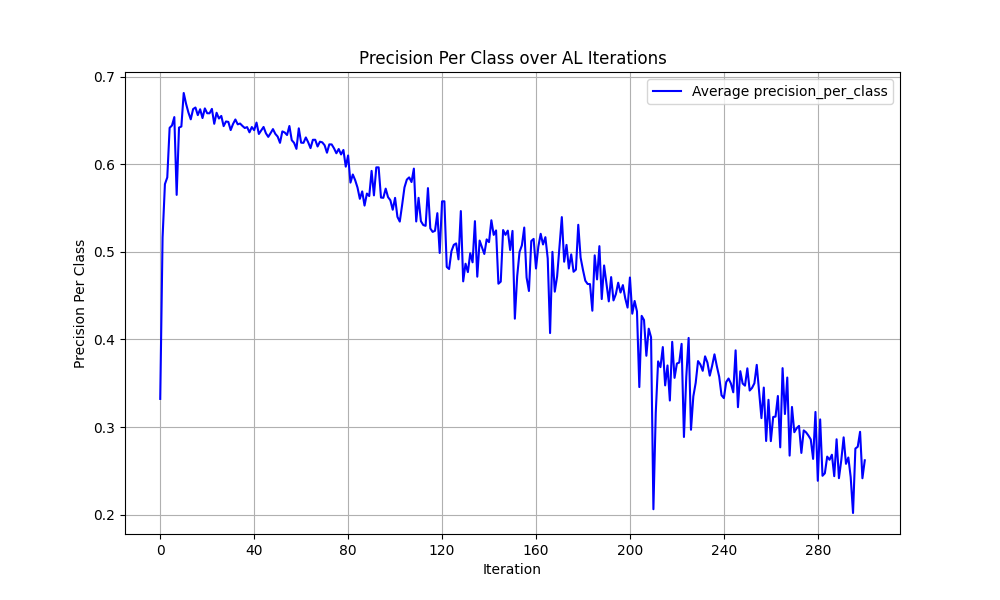 Precision Per Class over AL Iterations
Average precision_per_class
Precision Per Class
0.7
0.6
0.5
0.4
0.3
0.2
0 40 80 120 160 200 240 280
Iteration